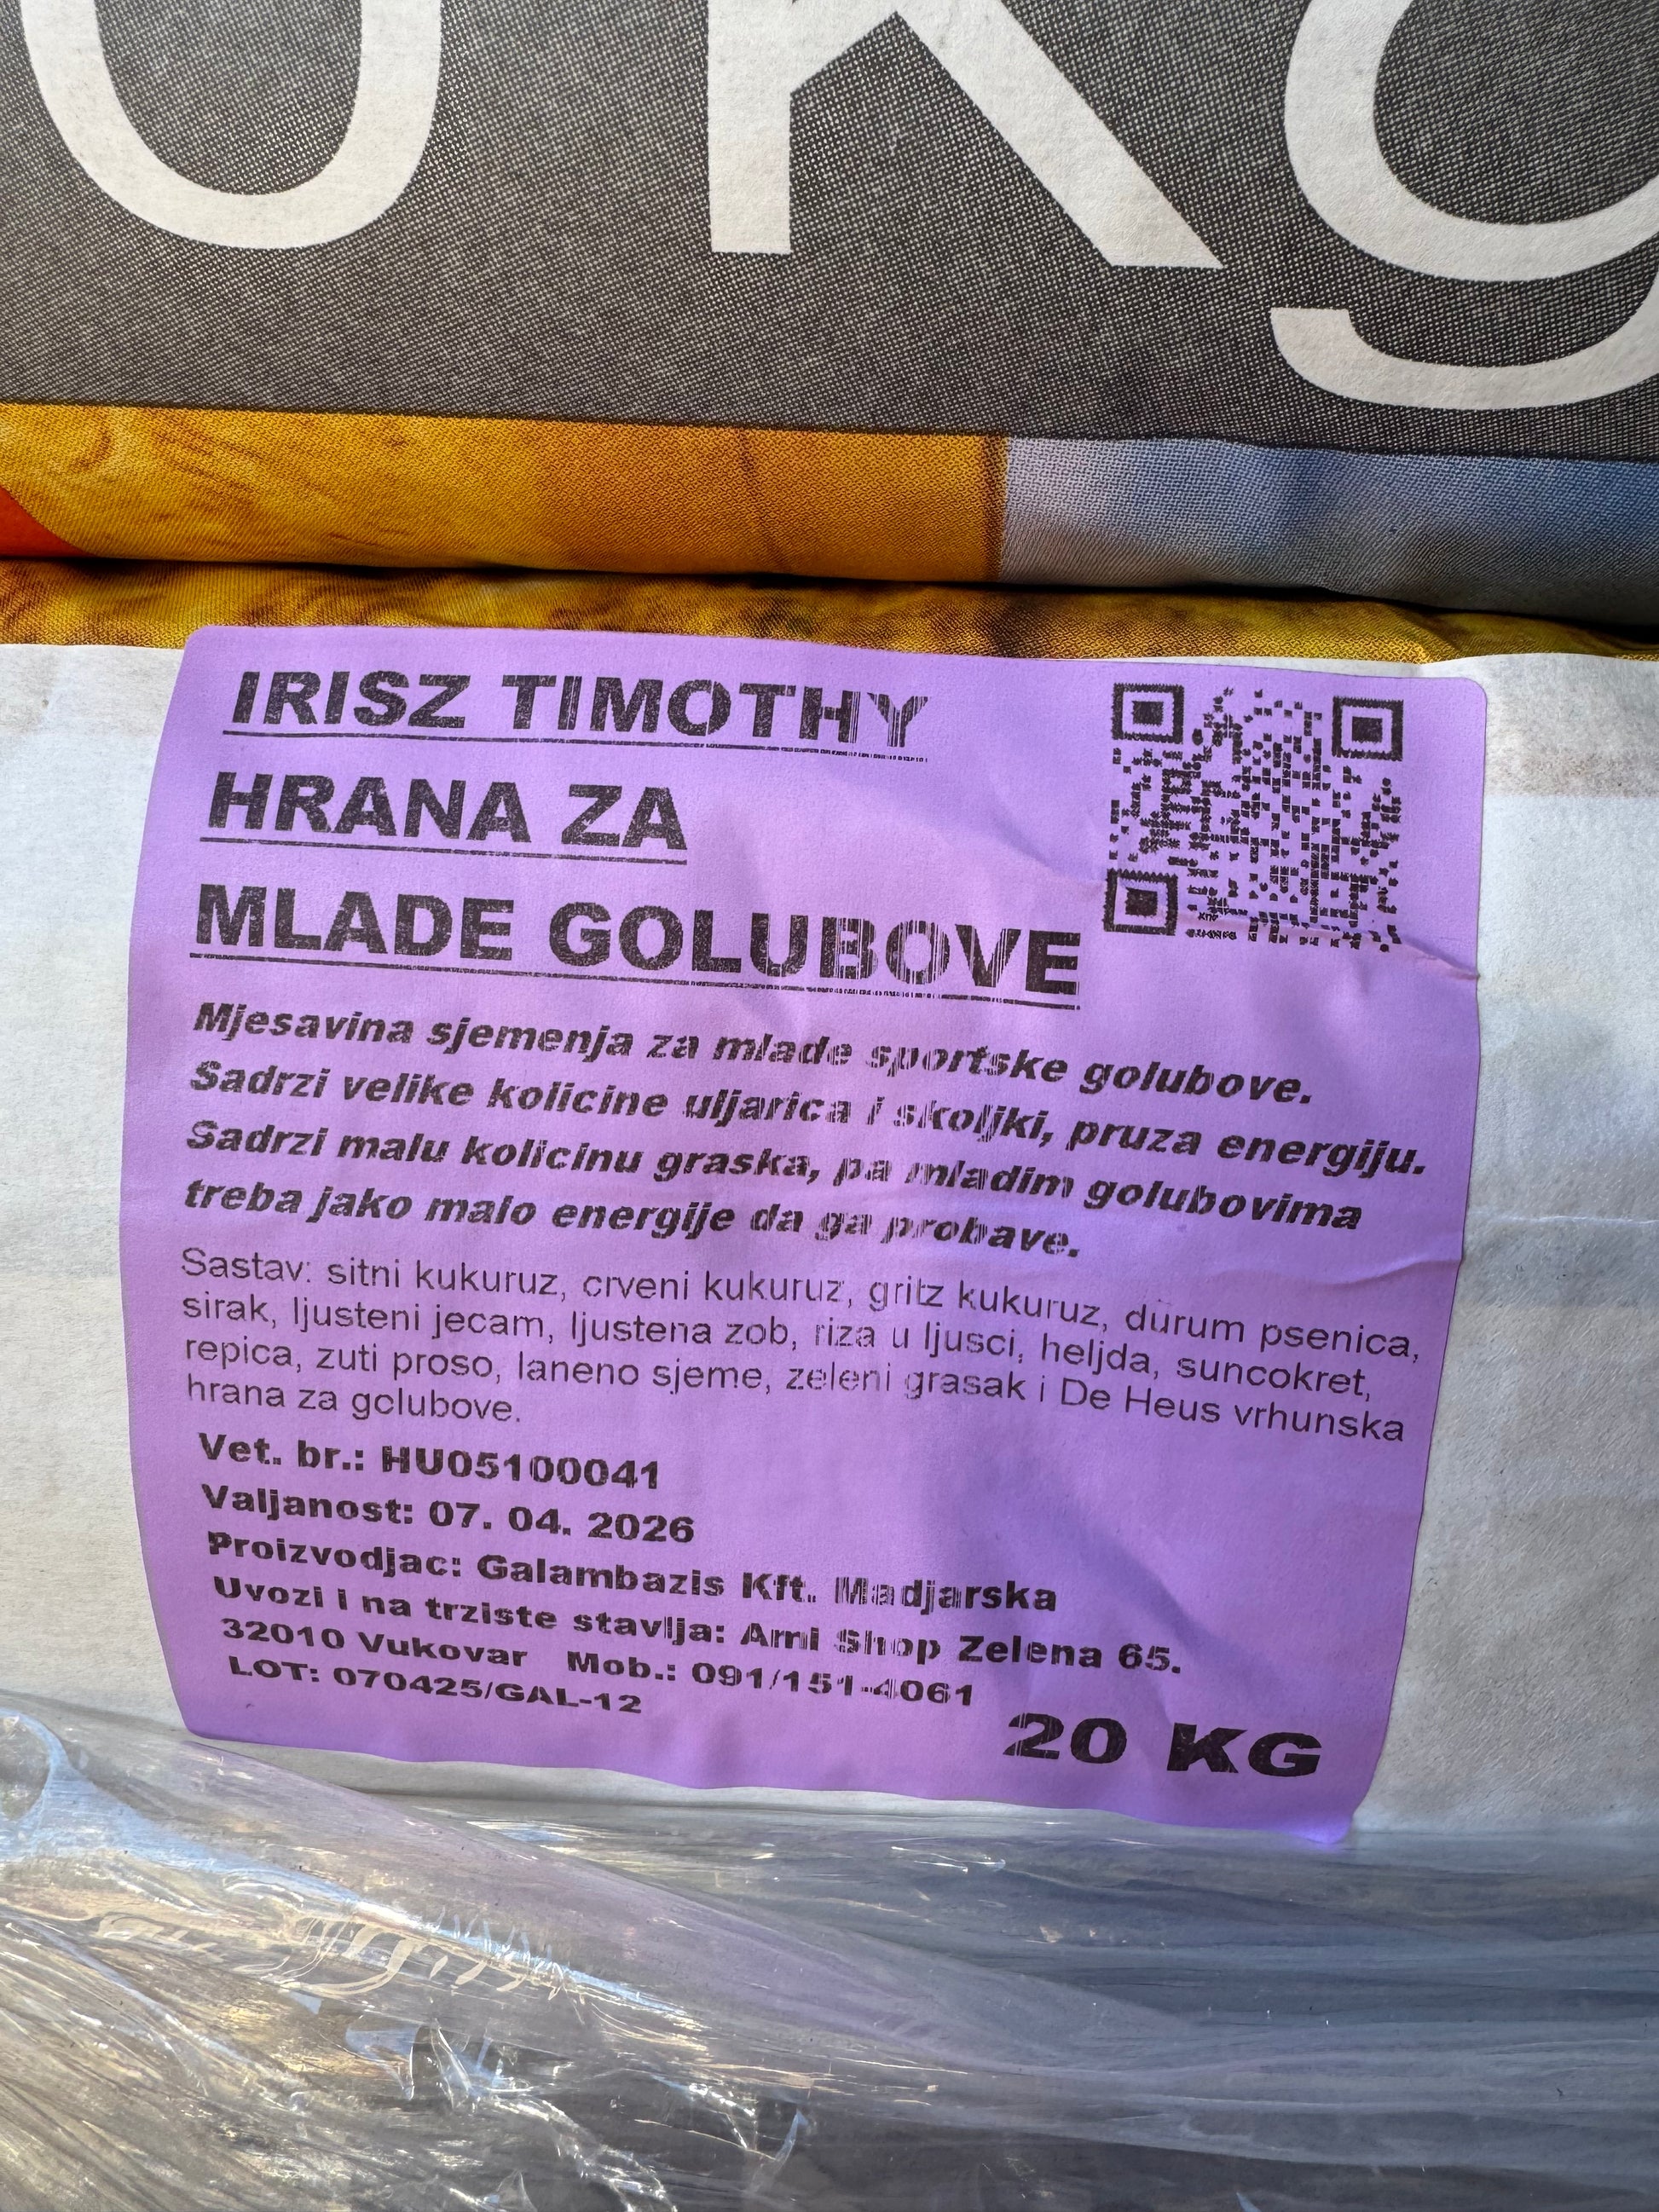 0 Kg
IRISZ TIMOTHY
HRANA ZA
MLADE GOLUBOVE
Mjesavina sjemenja za mlade sportske golubove.
Sadrzi velike kolicine uljarica i skoljki, pruza energiju.
Sadrzi malu kolicinu graska, pa mladim golubovima
treba jako malo energije da ga probave.
Sastav: sitni kukuruz, crveni kukuruz, gritz kukuruz, durum psenica,
sirak, ljusteni jecam, ljustena zob, riza u ljusci, heljda, suncokret,
repica, zuti proso, laneno sjeme, zeleni grasak i De Heus vrhunska
hrana za golubove.
Vet. br.: HU05100041
Valjanost: 07. 04. 2026
Proizvodjac: Galambazis Kft. Madjarska
Uvozi i na trziste stavlja: Arni Shop Zelena 65.
32010 Vukovar Mob.: 091/151-4061
LOT: 070425/GAL-12
20 KG